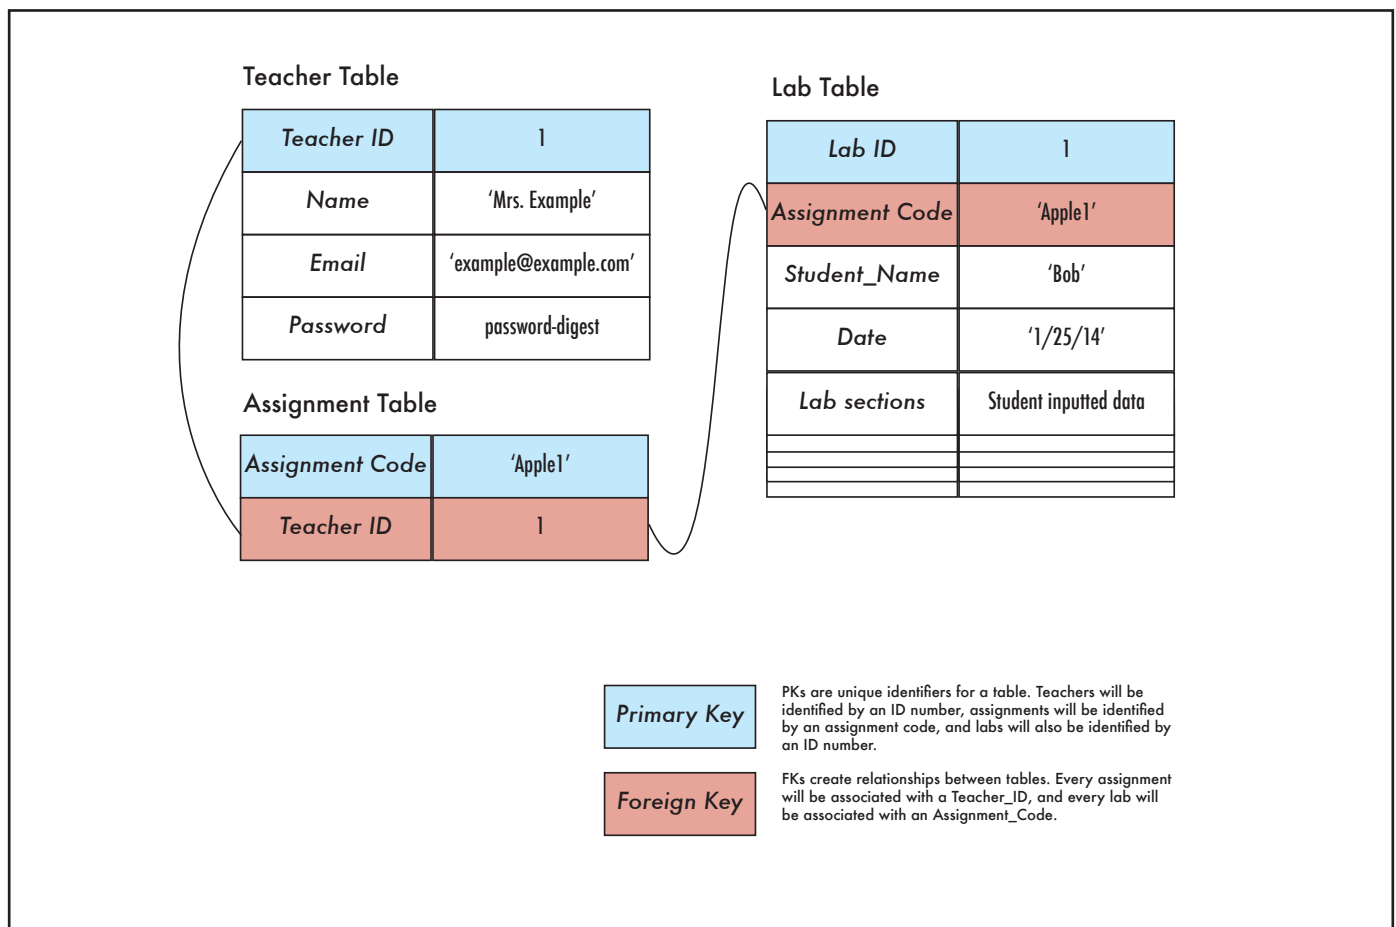 Teacher Table
Teacher ID 1
Name ‘Mrs. Example’
Email ‘example@example.com’
Password password-digest
Assignment Table
Assignment Code ‘Apple1’
Teacher ID 1
Lab Table
Lab ID 1
Assignment Code ‘Apple1’
Student_Name ‘Bob’
Date ‘1/25/14’
Lab sections Student inputted data
Primary Key
PKs are unique identifiers for a table. Teachers will be
identified by an ID number, assignments will be identified
by an assignment code, and labs will also be identified by
an ID number.
Foreign Key
FKs create relationships between tables. Every assignment
will be associated with a Teacher_ID, and every lab will
be associated with an Assignment_Code.